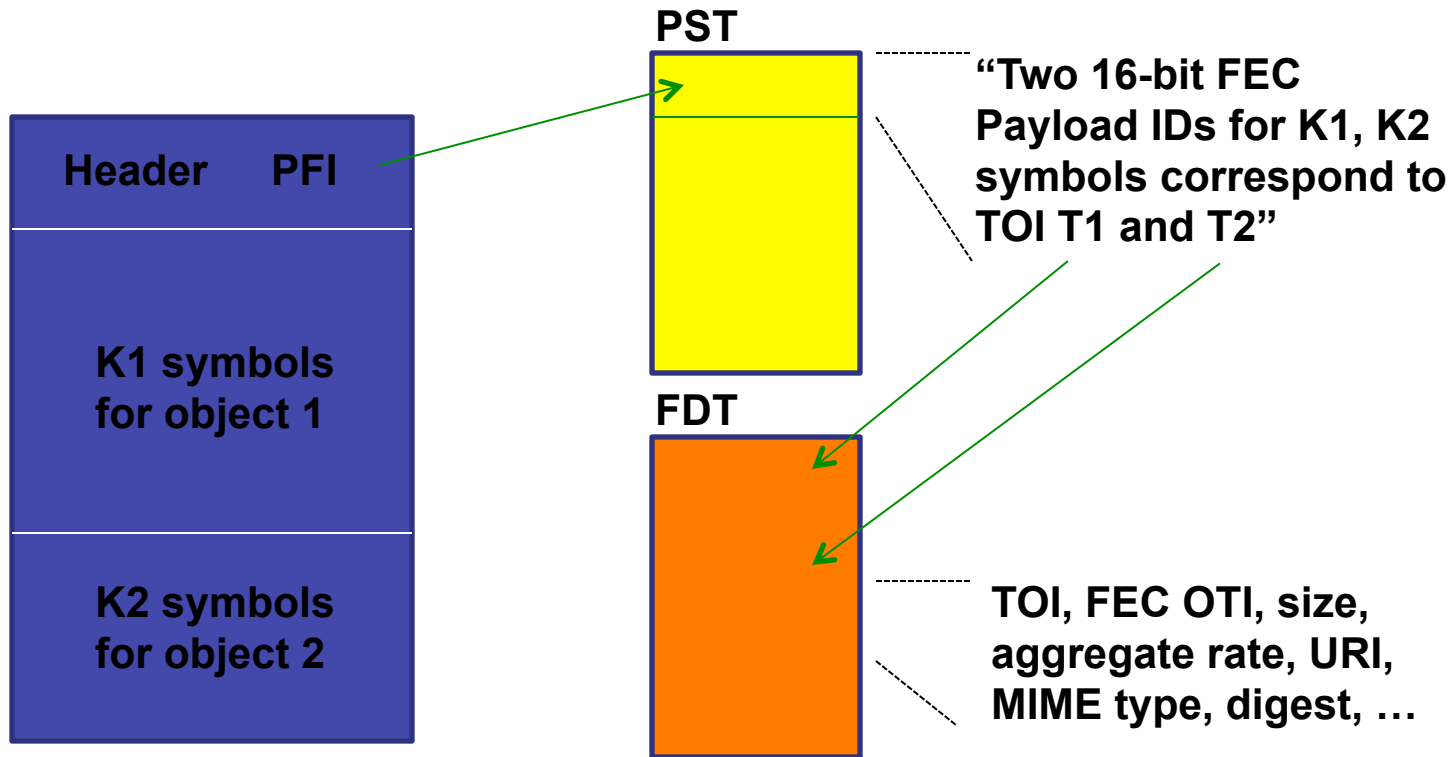 Header PFI
K1 symbols
for object 1
K2 symbols
for object 2
PST
“Two 16-bit FEC
Payload IDs for K1, K2
symbols correspond to
TOI T1 and T2”
FDT
TOI, FEC OTI, size,
aggregate rate, URI,
MIME type, digest, …